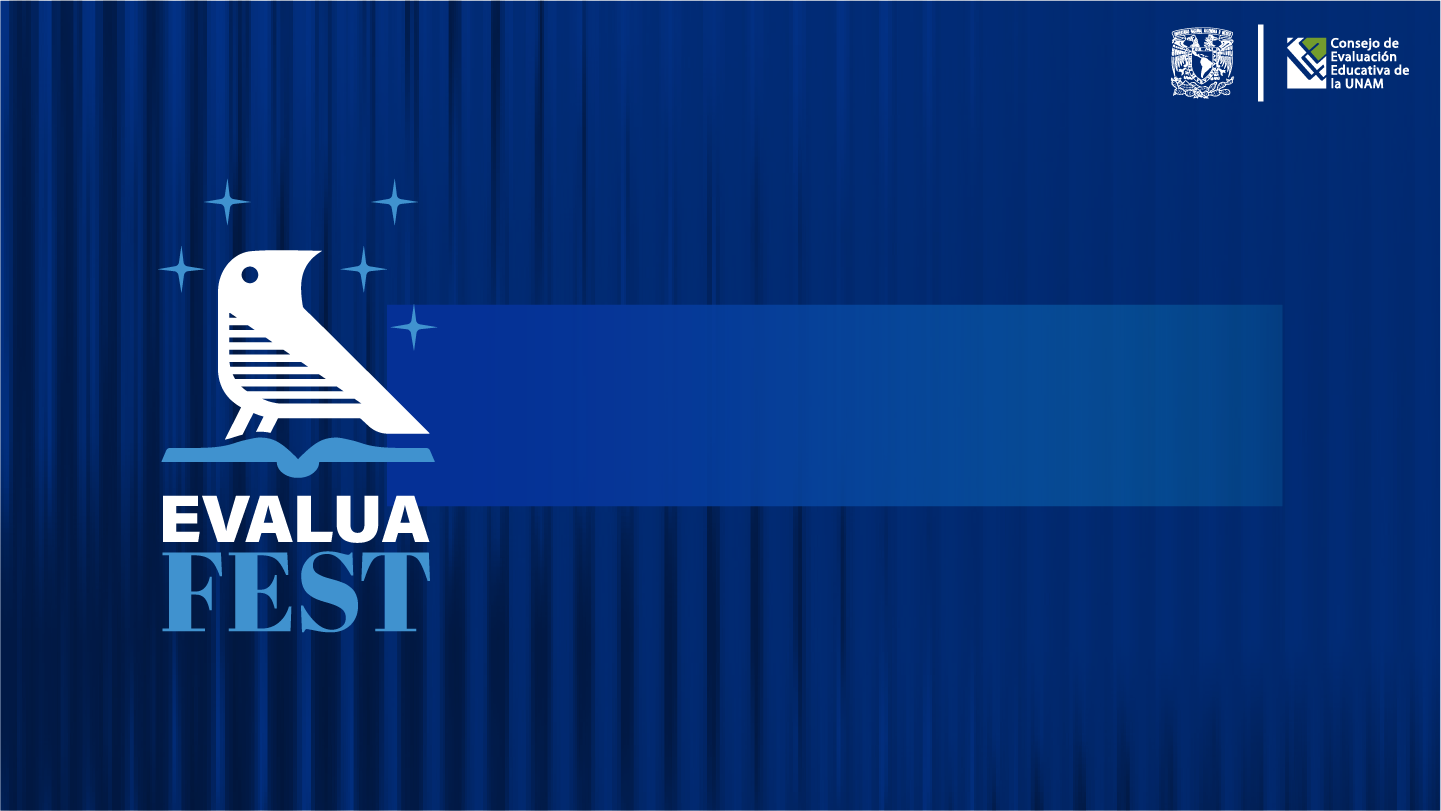 Consejo de
Evaluación
Educativa de
la UNAM
EVALUA
FEST